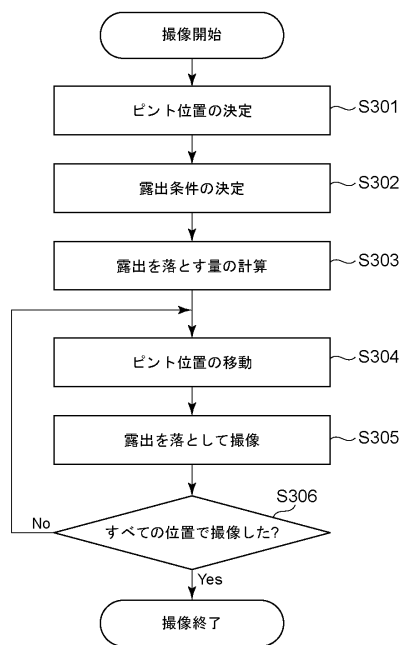 撮像開始
ピント位置の決定 S301
露出条件の決定 S302
露出を落とす量の計算 S303
ピント位置の移動 S304
露出を落として撮像 S305
S306
すべての位置で撮像した?
No
Yes
撮像終了